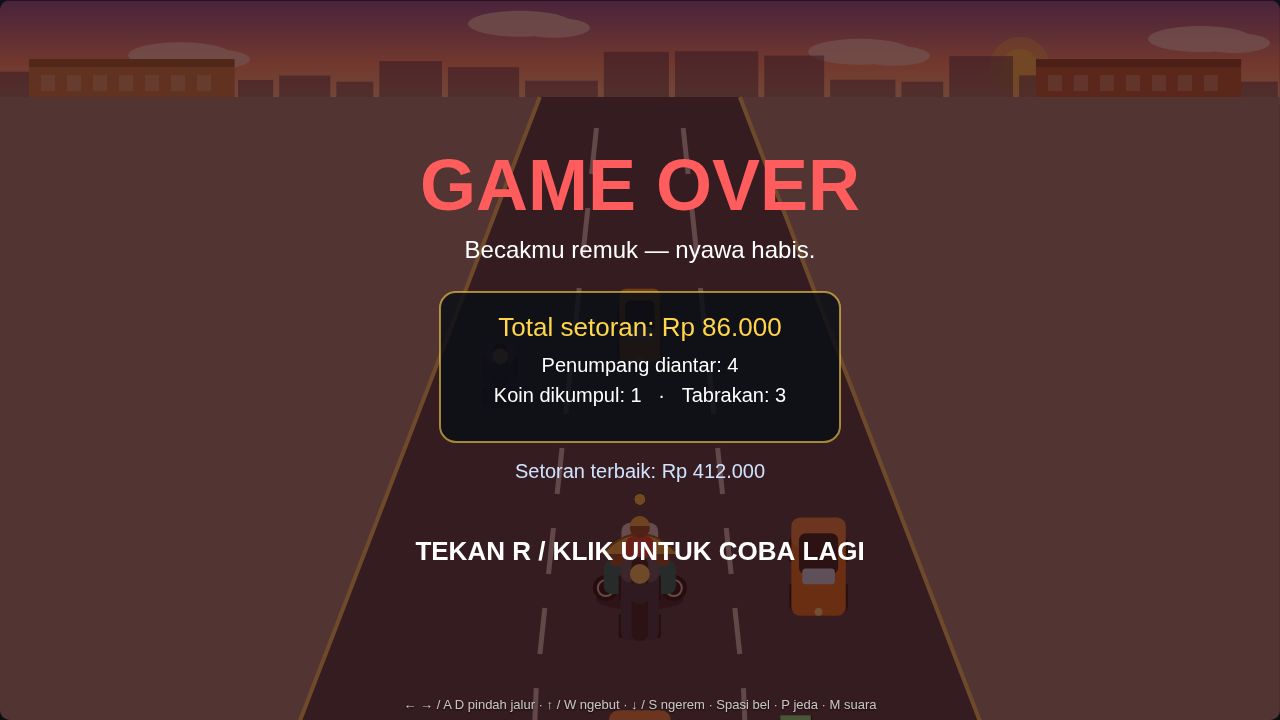 GAME OVER
Becakmu remuk — nyawa habis.
Total setoran: Rp 86.000
Penumpang diantar: 4
Koin dikumpul: 1 · Tabrakan: 3
Setoran terbaik: Rp 412.000
TEKAN R / KLIK UNTUK COBA LAGI
← → / A D pindah jalur · ↑ / W ngebut · ↓ / S ngerem · Spasi bel · P jeda · M suara